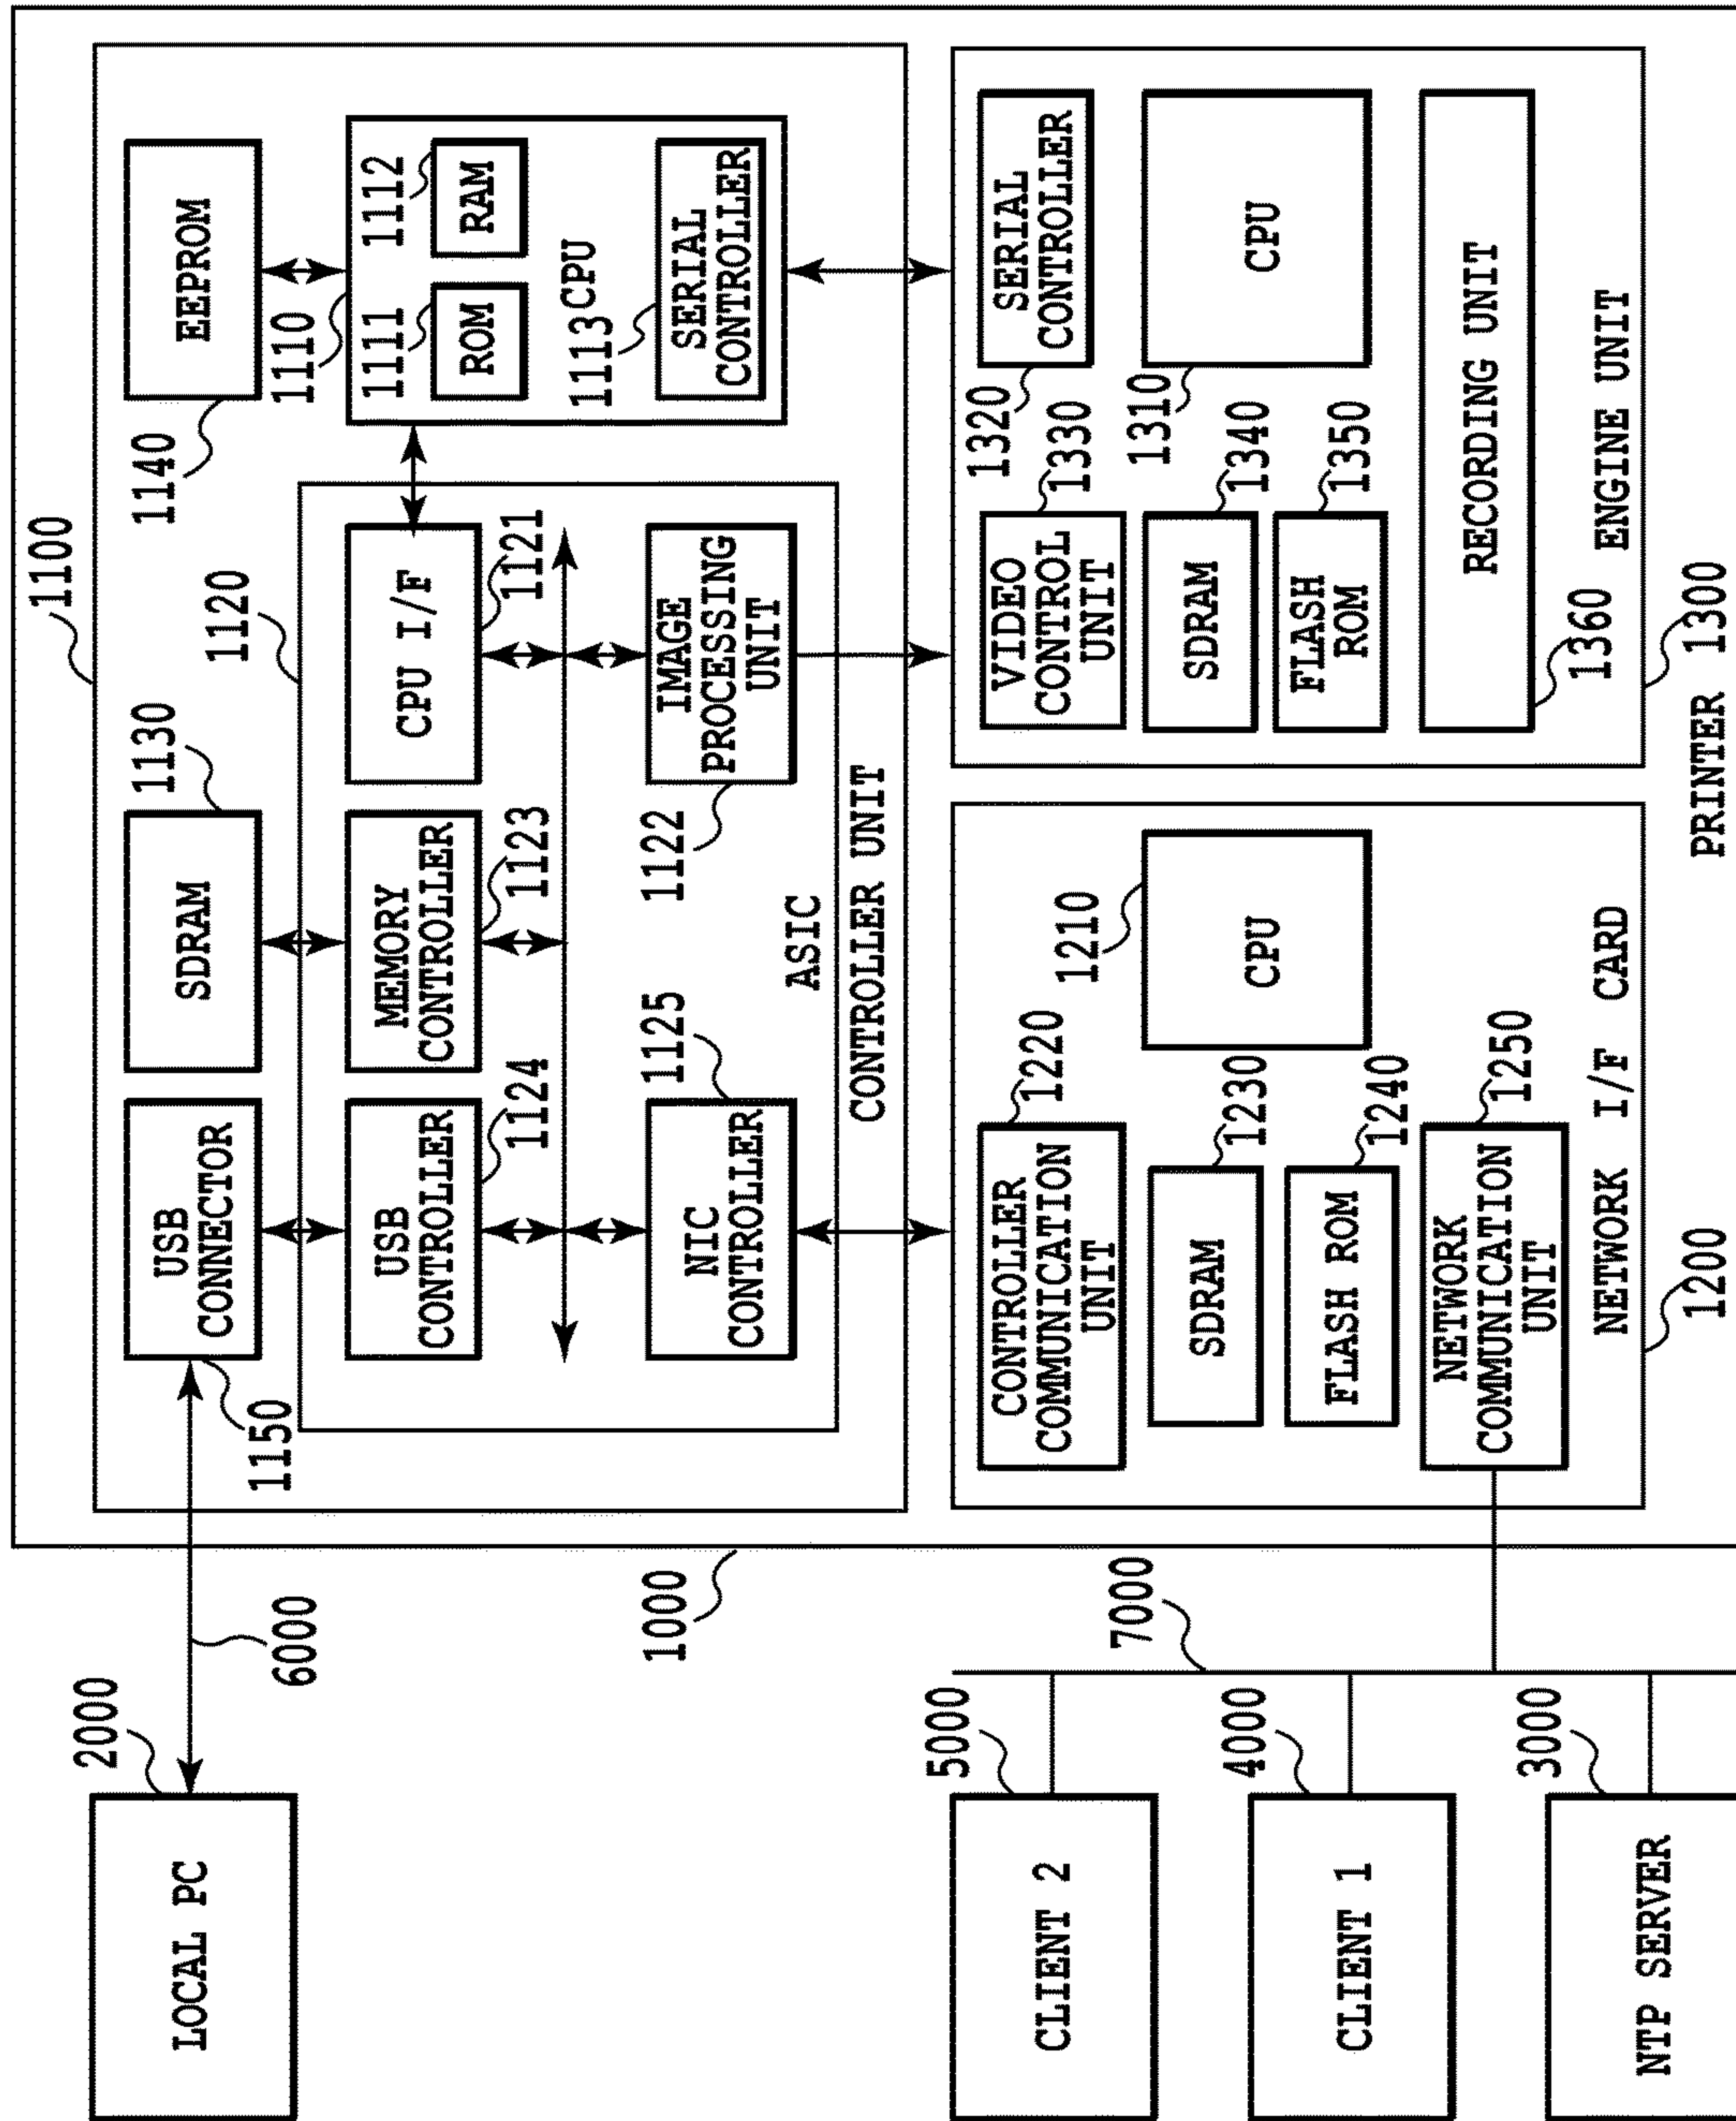 LOCAL PC
2000
6000
CLIENT 2
5000
CLIENT 1
4000
NTP SERVER
3000
7000
1000
1100
USB
CONNECTOR
1150
SDRAM
1130
EEPROM
1140
1120
USB
CONTROLLER
1124
MEMORY
CONTROLLER
1123
CPU I/F
1121
NIC
CONTROLLER
1125
IMAGE
PROCESSING
UNIT
1122
ASIC
CONTROLLER UNIT
1110
1111
ROM
1112
RAM
CPU
1113
SERIAL
CONTROLLER
CONTROLLER
COMMUNICATION
UNIT
1220
CPU
1210
SDRAM
1230
FLASH ROM
1240
NETWORK
COMMUNICATION
UNIT
1250
NETWORK I/F CARD
1200
VIDEO
CONTROL
UNIT
1330
SERIAL
CONTROLLER
1320
SDRAM
1340
CPU
1310
FLASH
ROM
1350
RECORDING UNIT
1360
ENGINE UNIT
1300
PRINTER